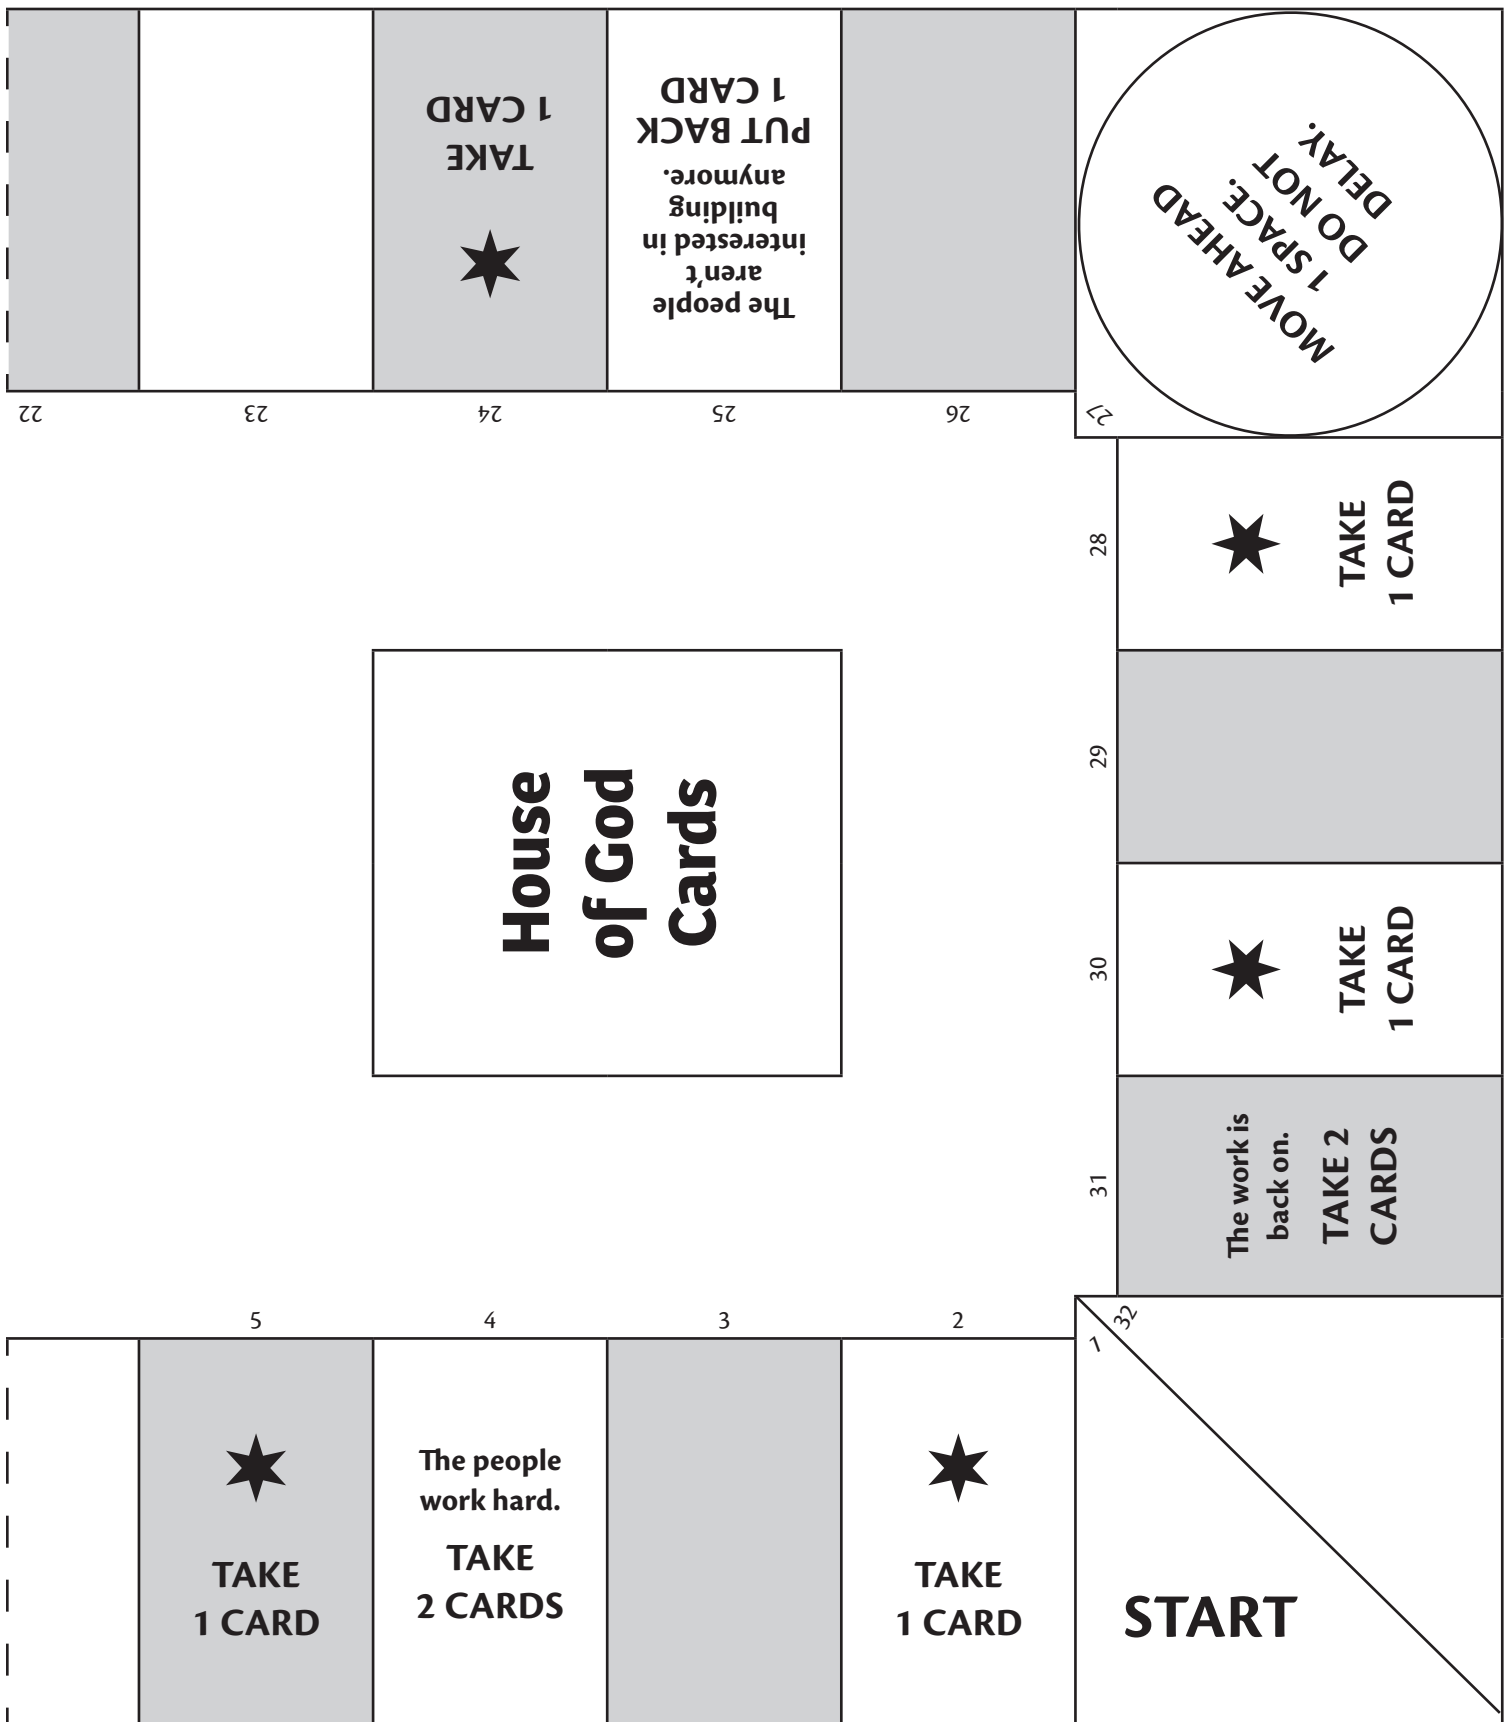 22
23
TAKE
1 CARD
24
The people
aren't
interested in
building
anymore.
PUT BACK
1 CARD
25
26
MOVE AHEAD
1 SPACE.
DO NOT
DELAY.
27
TAKE
1 CARD
28
29
House
of God
Cards
TAKE
1 CARD
30
The work is
back on.
TAKE 2
CARDS
31
32
1
START
2
TAKE
1 CARD
3
4
The people
work hard.
TAKE
2 CARDS
5
TAKE
1 CARD